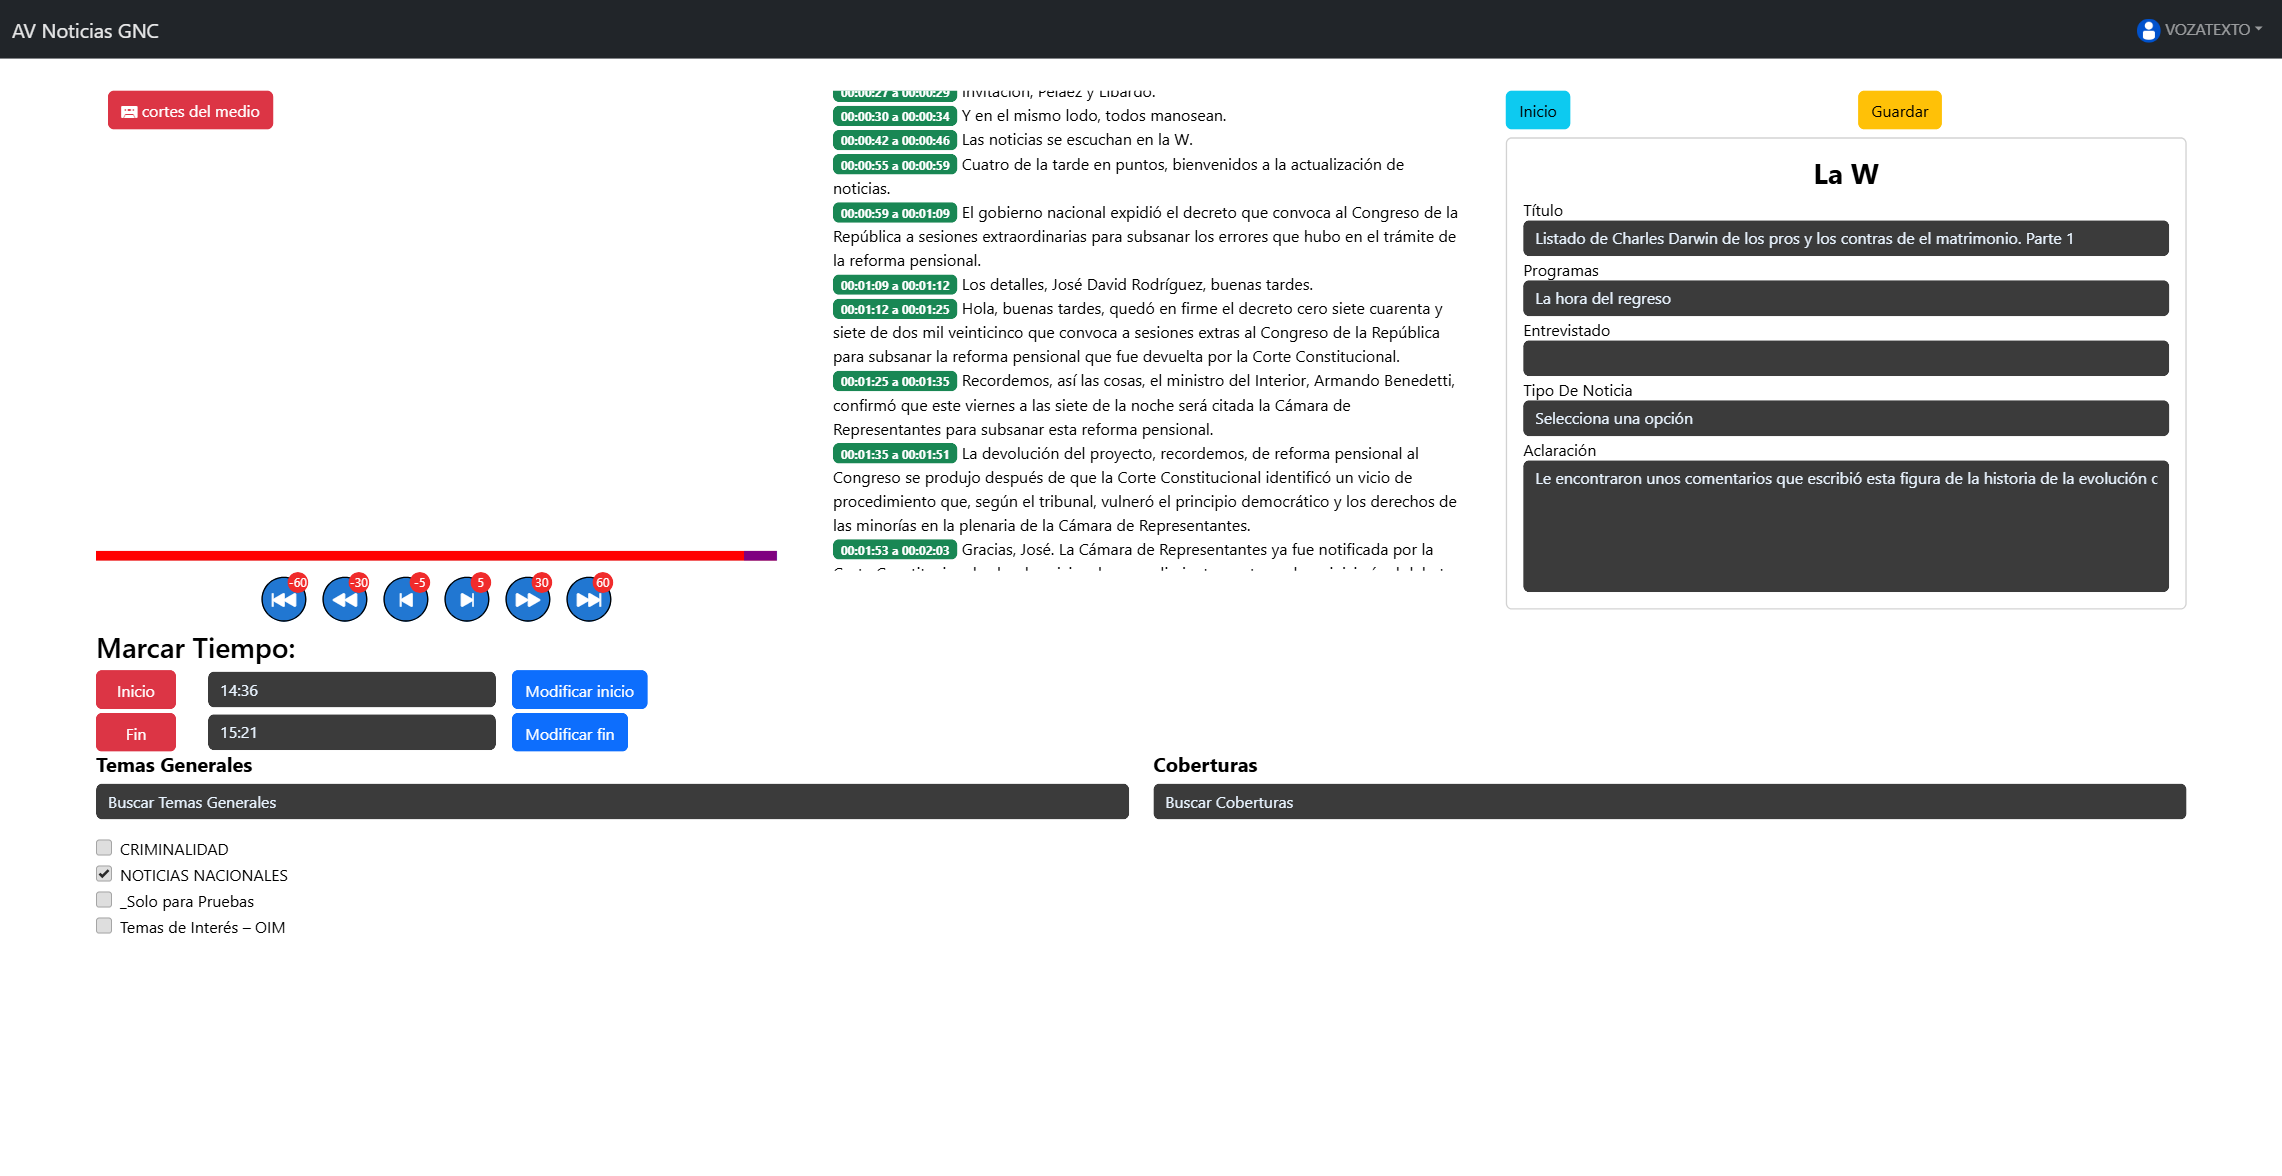 AV Noticias GNC
VOZATEXTO
cortes del medio
00:00:27 a 00:00:29 Invitación, Peláez y Libardo.
00:00:30 a 00:00:34 Y en el mismo lodo, todos manosean.
00:00:42 a 00:00:46 Las noticias se escuchan en la W.
00:00:55 a 00:00:59 Cuatro de la tarde en puntos, bienvenidos a la actualización de
noticias.
00:00:59 a 00:01:09 El gobierno nacional expidió el decreto que convoca al Congreso de la
República a sesiones extraordinarias para subsanar los errores que hubo en el trámite de
la reforma pensional.
00:01:09 a 00:01:12 Los detalles, José David Rodríguez, buenas tardes.
00:01:12 a 00:01:25 Hola, buenas tardes, quedó en firme el decreto cero siete cuarenta y
siete de dos mil veinticinco que convoca a sesiones extras al Congreso de la República
para subsanar la reforma pensional que fue devuelta por la Corte Constitucional.
00:01:25 a 00:01:35 Recordemos, así las cosas, el ministro del Interior, Armando Benedetti,
confirmó que este viernes a las siete de la noche será citada la Cámara de
Representantes para subsanar esta reforma pensional.
00:01:35 a 00:01:51 La devolución del proyecto, recordemos, de reforma pensional al
Congreso se produjo después de que la Corte Constitucional identificó un vicio de
procedimiento que, según el tribunal, vulneró el principio democrático y los derechos de
las minorías en la plenaria de la Cámara de Representantes.
00:01:53 a 00:02:03 Gracias, José. La Cámara de Representantes ya fue notificada por la
Inicio
Guardar
La W
Título
Listado de Charles Darwin de los pros y los contras de el matrimonio. Parte 1
Programas
La hora del regreso
Entrevistado
Tipo De Noticia
Selecciona una opción
Aclaración
Le encontraron unos comentarios que escribió esta figura de la historia de la evolución c
-60 -30 -5 5 30 60
Marcar Tiempo:
Inicio 14:36 Modificar inicio
Fin 15:21 Modificar fin
Temas Generales
Buscar Temas Generales
CRIMINALIDAD
NOTICIAS NACIONALES
_Solo para Pruebas
Temas de Interés – OIM
Coberturas
Buscar Coberturas